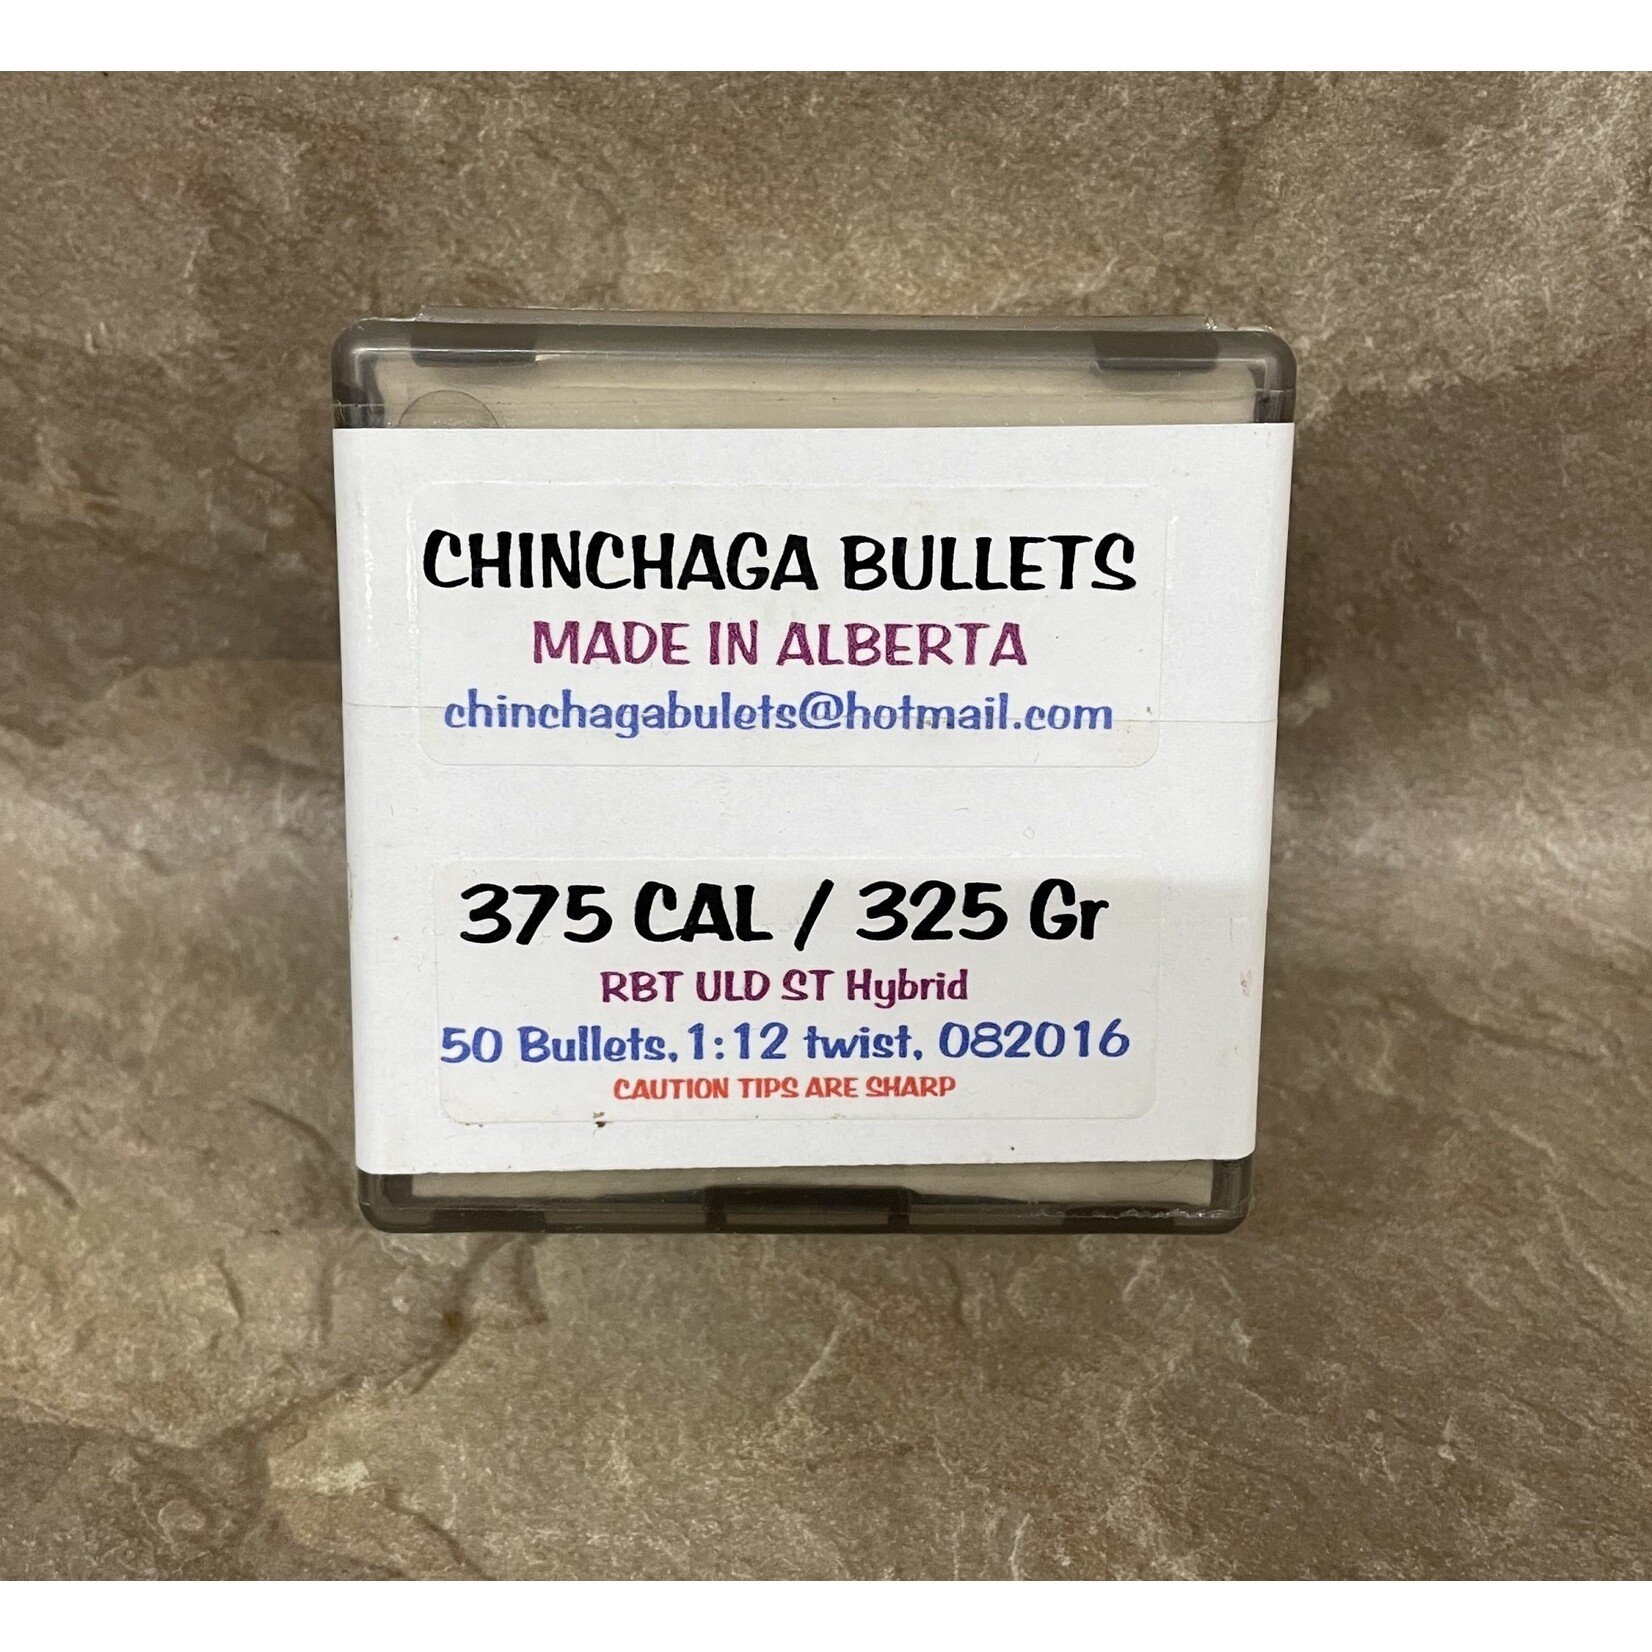 CHINCHAGA BULLETS
MADE IN ALBERTA
chinchagabulets@hotmail.com
375 CAL / 325 Gr
RBT ULD ST Hybrid
50 Bullets, 1:12 twist, 082016
CAUTION TIPS ARE SHARP